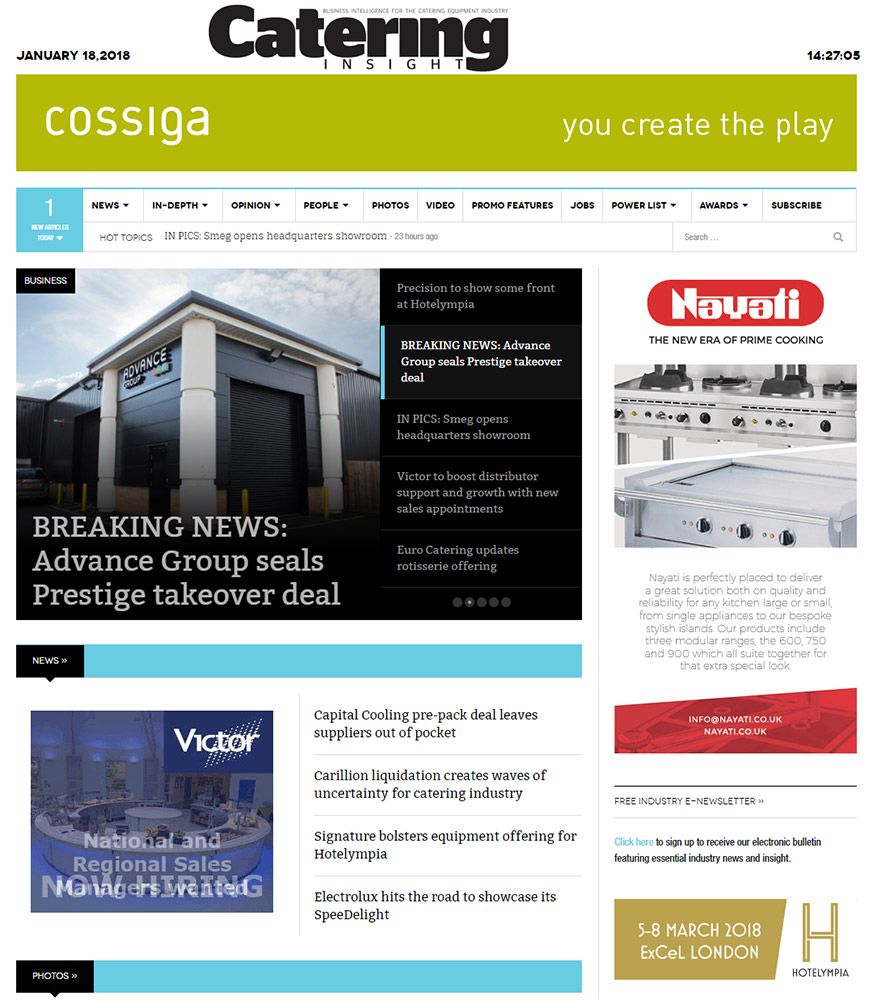 BUSINESS INTELLIGENCE FOR THE CATERING EQUIPMENT INDUSTRY
Catering
INSIGHT
JANUARY 18,2018
14:27:05
cossiga
you create the play
1
NEW ARTICLES
TODAY
NEWS
IN-DEPTH
OPINION
PEOPLE
PHOTOS
VIDEO
PROMO FEATURES
JOBS
POWER LIST
AWARDS
SUBSCRIBE
HOT TOPICS
IN PICS: Smeg opens headquarters showroom - 23 hours ago
Search ...
BUSINESS
ADVANCE
GROUP
BREAKING NEWS:
Advance Group seals
Prestige takeover deal
Precision to show some front
at Hotelympia
BREAKING NEWS: Advance
Group seals Prestige takeover
deal
IN PICS: Smeg opens
headquarters showroom
Victor to boost distributor
support and growth with new
sales appointments
Euro Catering updates
rotisserie offering
Nayati
THE NEW ERA OF PRIME COOKING
Nayati is perfectly placed to deliver
a great solution both on quality and
reliability for any kitchen large or small,
from single appliances to our bespoke
stylish islands. Our products include
three modular ranges, the 600, 750
and 900 which all suite together for
that extra special look.
INFO@NAYATI.CO.UK
NAYATI.CO.UK
NEWS »
Victor
National and
Regional Sales
Managers wanted
NOW HIRING
Capital Cooling pre-pack deal leaves
suppliers out of pocket
Carillion liquidation creates waves of
uncertainty for catering industry
Signature bolsters equipment offering for
Hotelympia
Electrolux hits the road to showcase its
SpeeDelight
FREE INDUSTRY E-NEWSLETTER »
Click here to sign up to receive our electronic bulletin
featuring essential industry news and insight.
5-8 MARCH 2018
ExCeL LONDON
H
HOTELYMPIA
PHOTOS »